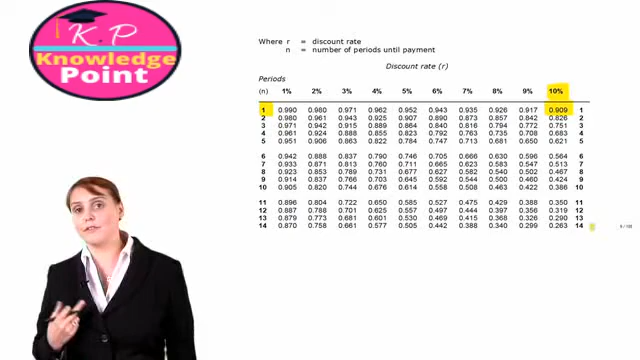 K.P
Knowledge
Point
Where r = discount rate
n = number of periods until payment
Discount rate (r)
Periods
(n) 1% 2% 3% 4% 5% 6% 7% 8% 9% 10%
1 0.990 0.980 0.971 0.962 0.952 0.943 0.935 0.926 0.917 0.909 1
2 0.980 0.961 0.943 0.925 0.907 0.890 0.873 0.857 0.842 0.826 2
3 0.971 0.942 0.915 0.889 0.864 0.840 0.816 0.794 0.772 0.751 3
4 0.961 0.924 0.888 0.855 0.823 0.792 0.763 0.735 0.708 0.683 4
5 0.951 0.906 0.863 0.822 0.784 0.747 0.713 0.681 0.650 0.621 5
6 0.942 0.888 0.837 0.790 0.746 0.705 0.666 0.630 0.596 0.564 6
7 0.933 0.871 0.813 0.760 0.711 0.665 0.623 0.583 0.547 0.513 7
8 0.923 0.853 0.789 0.731 0.677 0.627 0.582 0.540 0.502 0.467 8
9 0.914 0.837 0.766 0.703 0.645 0.592 0.544 0.500 0.460 0.424 9
10 0.905 0.820 0.744 0.676 0.614 0.558 0.508 0.463 0.422 0.386 10
11 0.896 0.804 0.722 0.650 0.585 0.527 0.475 0.429 0.388 0.350 11
12 0.887 0.788 0.701 0.625 0.557 0.497 0.444 0.397 0.356 0.319 12
13 0.879 0.773 0.681 0.601 0.530 0.469 0.415 0.368 0.326 0.290 13
14 0.870 0.758 0.661 0.577 0.505 0.442 0.388 0.340 0.299 0.263 14